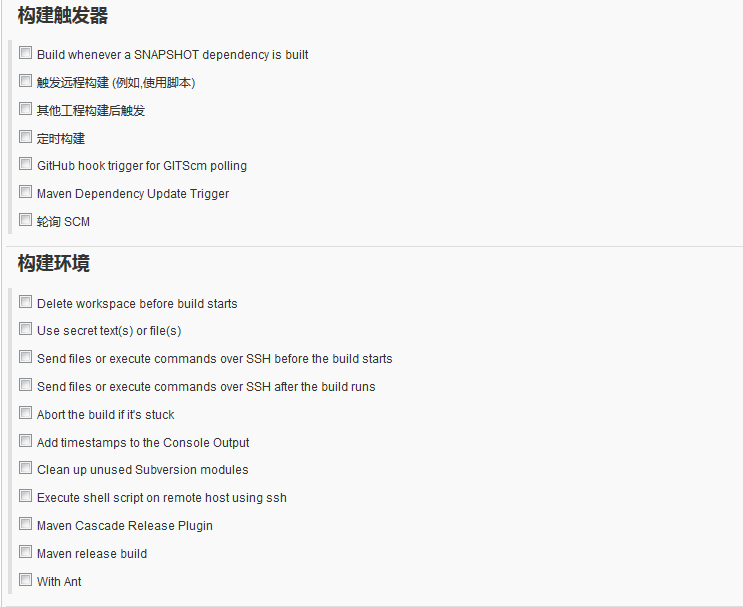 构建触发器
Build whenever a SNAPSHOT dependency is built
触发远程构建 (例如,使用脚本)
其他工程构建后触发
定时构建
GitHub hook trigger for GITScm polling
Maven Dependency Update Trigger
轮询 SCM
构建环境
Delete workspace before build starts
Use secret text(s) or file(s)
Send files or execute commands over SSH before the build starts
Send files or execute commands over SSH after the build runs
Abort the build if it's stuck
Add timestamps to the Console Output
Clean up unused Subversion modules
Execute shell script on remote host using ssh
Maven Cascade Release Plugin
Maven release build
With Ant